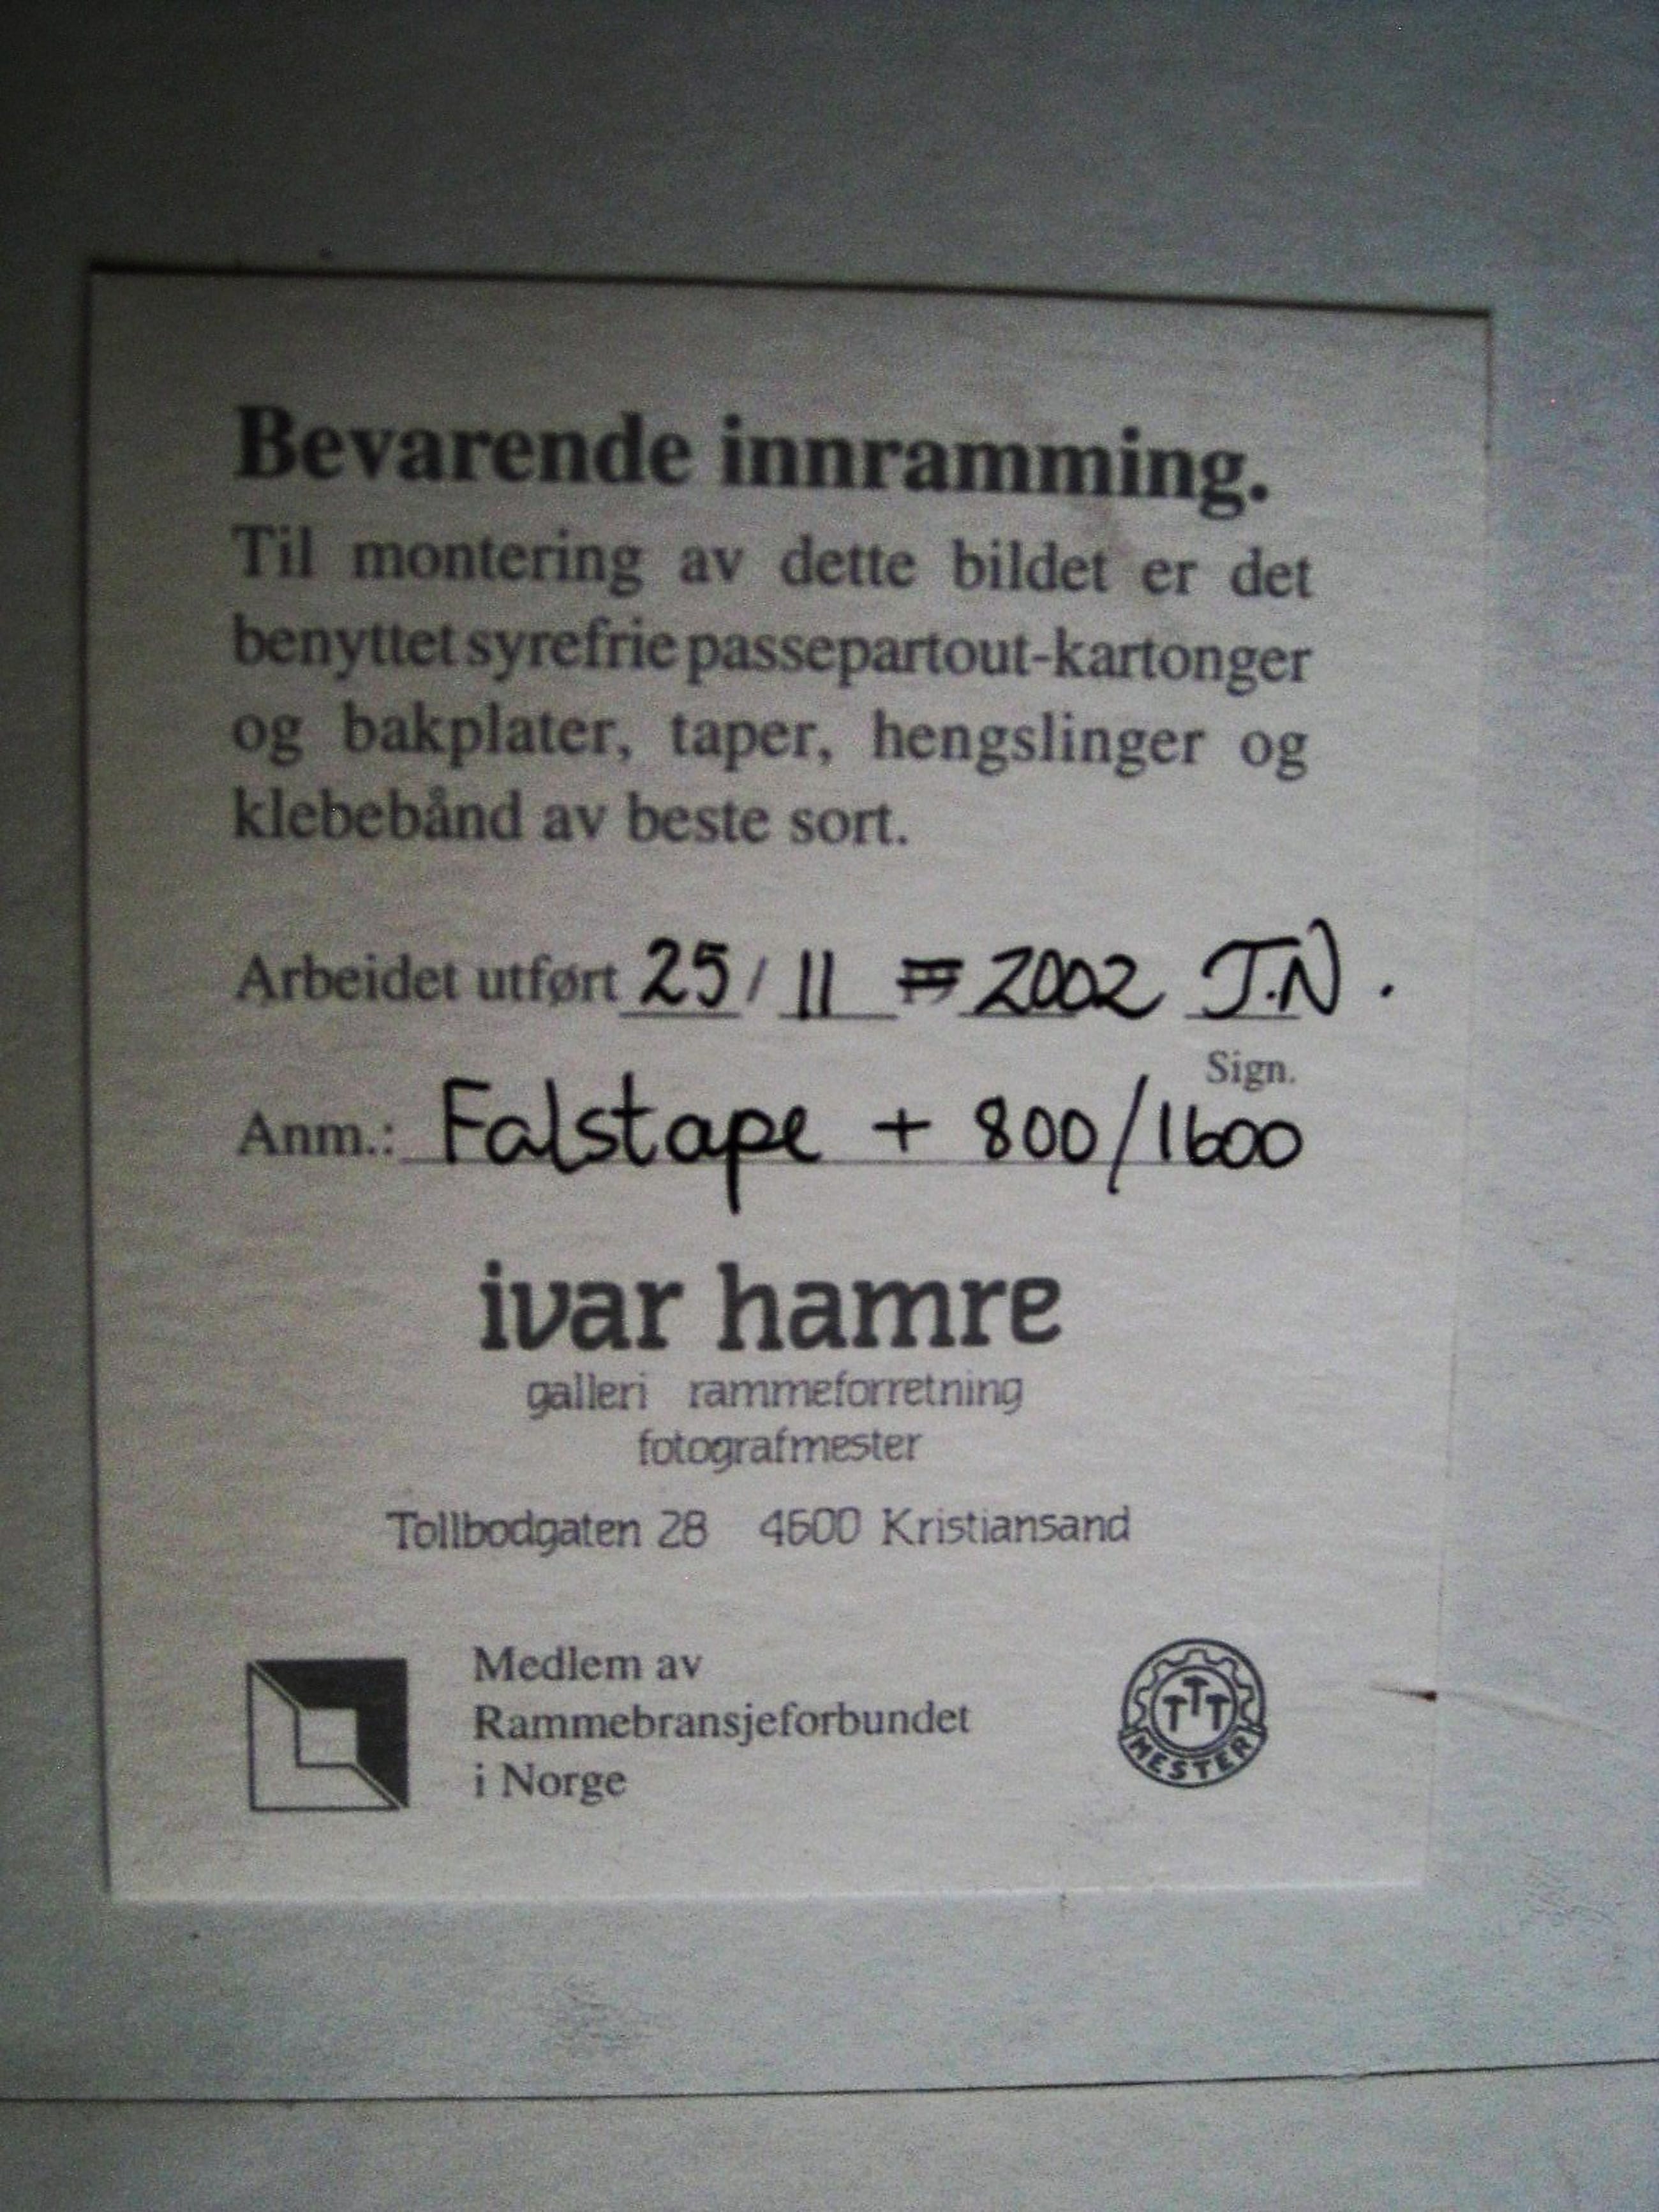 Bevarende innramming.
Til montering av dette bildet er det
benyttet syrefrie passepartout-kartonger
og bakplater, taper, hengslinger og
klebebånd av beste sort.
Arbeidet utført 25 / 11 2002 J.N.
Sign.
Anm.: Falstape + 800/1600
ivar hamre
galleri rammeforretning
fotografmester
Tollbodgaten 28 4600 Kristiansand
Medlem av
Rammebransjeforbundet
i Norge
MESTER